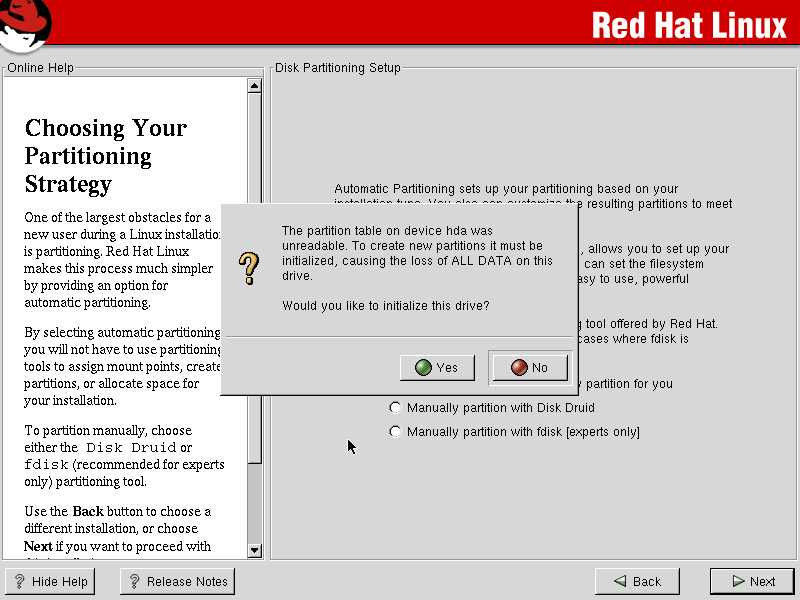 Red Hat Linux
Online Help
Choosing Your
Partitioning
Strategy
One of the largest obstacles for a
new user during a Linux installation
is partitioning. Red Hat Linux
makes this process much simpler
by providing an option for
automatic partitioning.
By selecting automatic partitioning
you will not have to use partitioning
tools to assign mount points, create
partitions, or allocate space for
your installation.
To partition manually, choose
either the Disk Druid or
fdisk (recommended for experts
only) partitioning tool.
Use the Back button to choose a
different installation, or choose
Next if you want to proceed with
Disk Partitioning Setup
Automatic Partitioning sets up your partitioning based on your
installation type. You also can customize the resulting partitions to meet
, allows you to set up your
can set the filesystem
easy to use, powerful
tool offered by Red Hat.
cases where fdisk is
partition for you
Manually partition with Disk Druid
Manually partition with fdisk [experts only]
The partition table on device hda was
unreadable. To create new partitions it must be
initialized, causing the loss of ALL DATA on this
drive.
Would you like to initialize this drive?
Yes
No
Hide Help
Release Notes
Back
Next